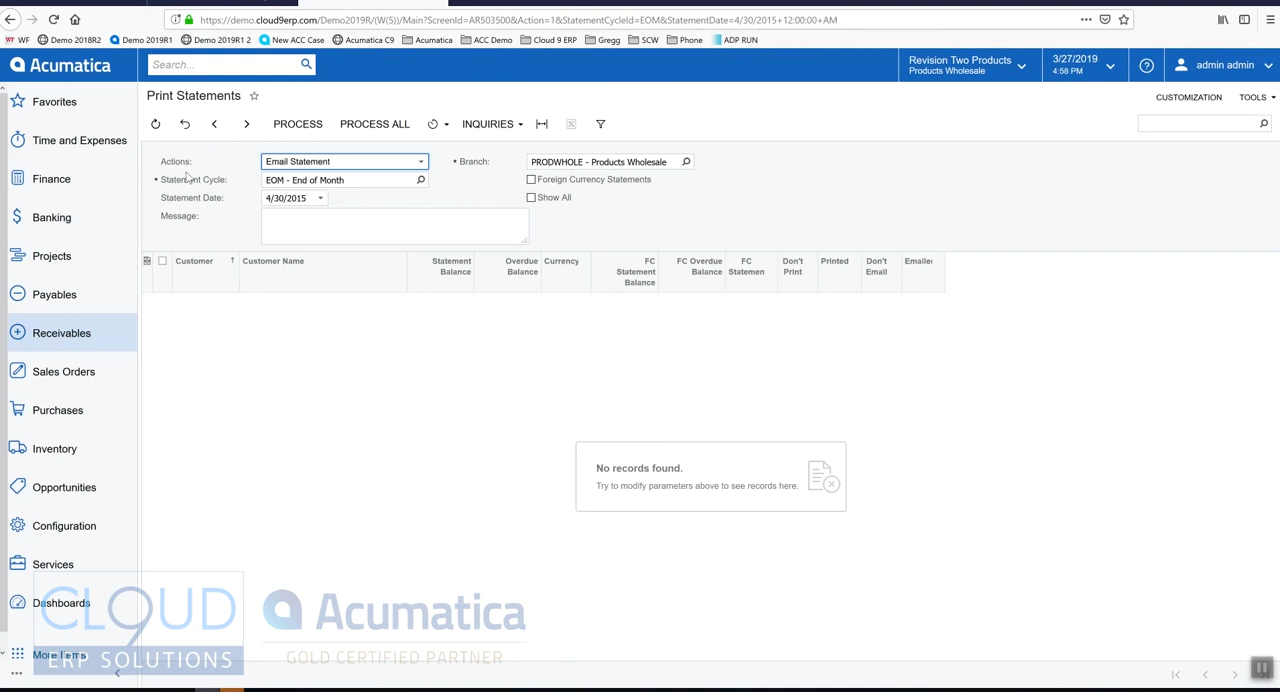 https://demo.cloud9erp.com/Demo2019R/(W(5))/Main?ScreenId=AR503500&Action=1&StatementCycleId=EOM&StatementDate=4/30/2015+12:00:00+AM
WF Demo 2018R2 Demo 2019R1 Demo 2019R1 2 New ACC Case Acumatica C9 Acumatica ACC Demo Cloud 9 ERP Gregg SCW Phone ADP RUN
Acumatica
Search...
Revision Two Products
Products Wholesale
3/27/2019
4:58 PM
admin admin
Favorites
Time and Expenses
Finance
Banking
Projects
Payables
Receivables
Sales Orders
Purchases
Inventory
Opportunities
Configuration
Services
Dashboards
More Items
Print Statements
CUSTOMIZATION TOOLS
PROCESS PROCESS ALL INQUIRIES
Actions: Email Statement
Branch: PRODWHOLE - Products Wholesale
Statement Cycle: EOM - End of Month
Foreign Currency Statements
Statement Date: 4/30/2015
Show All
Message:
Customer
Customer Name
Statement
Balance
Overdue
Balance
Currency
FC
Statement
Balance
FC Overdue
Balance
FC
Statemen
Don't
Print
Printed
Don't
Email
Emailed
No records found.
Try to modify parameters above to see records here.
CLOUD
9
ERP SOLUTIONS
Acumatica
GOLD CERTIFIED PARTNER